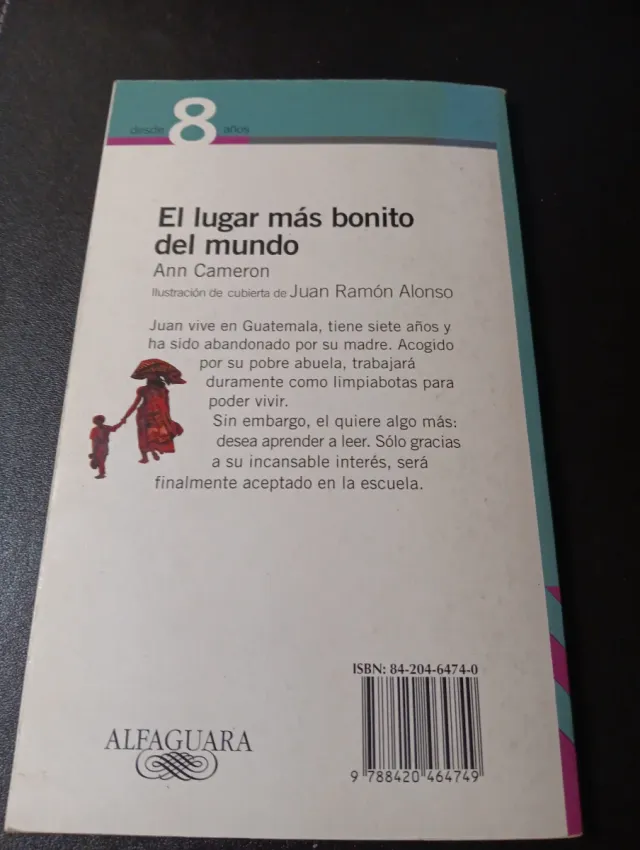 desde 8 años
El lugar más bonito
del mundo
Ann Cameron
Ilustración de cubierta de Juan Ramón Alonso
Juan vive en Guatemala, tiene siete años y
ha sido abandonado por su madre. Acogido
por su pobre abuela, trabajará
duramente como limpiabotas para
poder vivir.
Sin embargo, el quiere algo más:
desea aprender a leer. Sólo gracias
a su incansable interés, será
finalmente aceptado en la escuela.
ISBN: 84-204-6474-0
ALFAGUARA
9 788420 464749